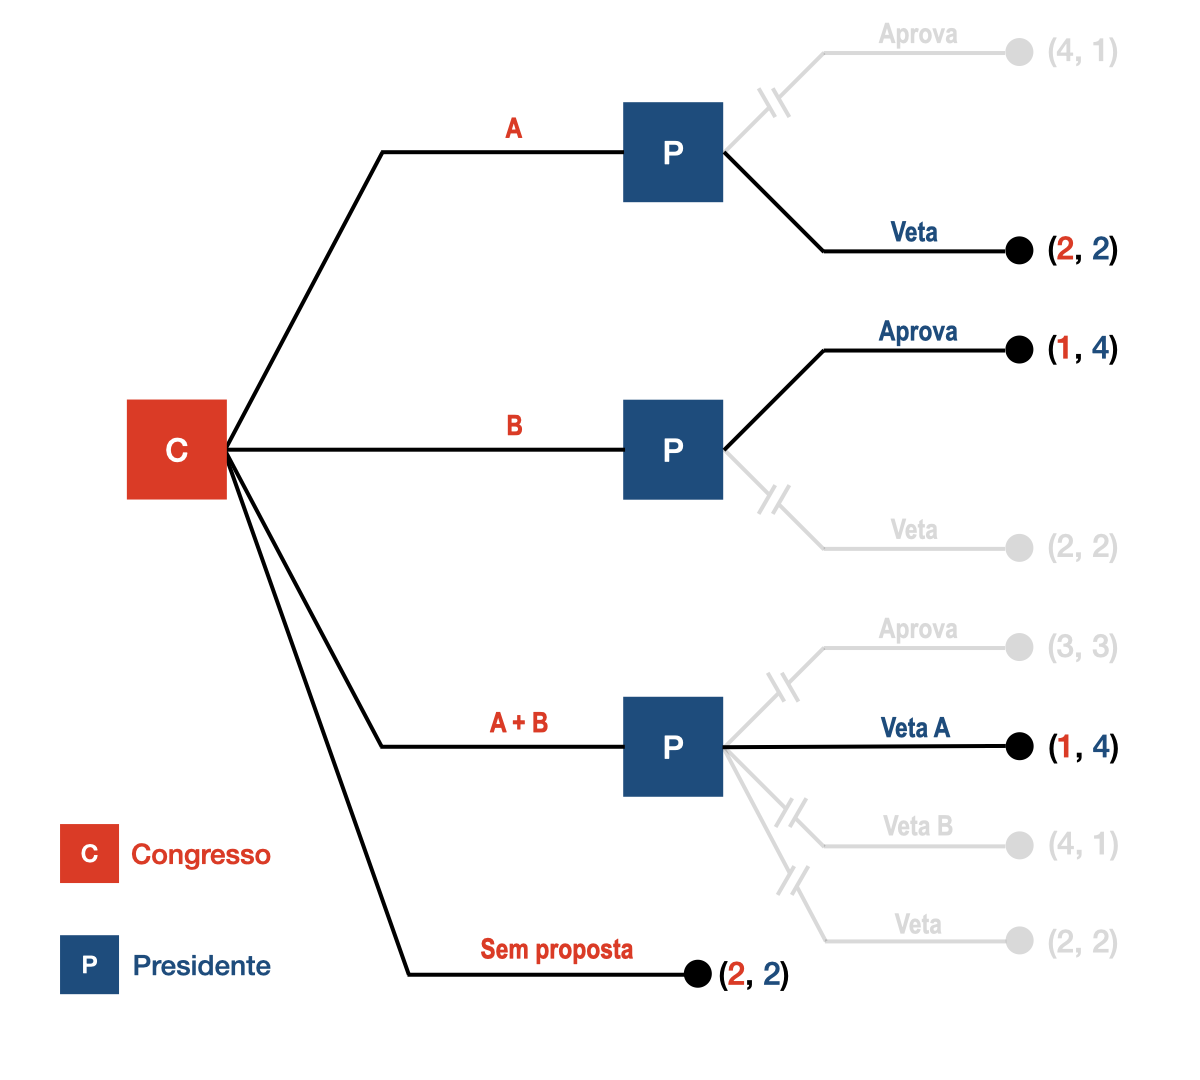 Aprova
(4, 1)
A
P
Veta
(2, 2)
Aprova
(1, 4)
B
C
P
Veta
(2, 2)
Aprova
(3, 3)
A + B
P
Veta A
(1, 4)
Veta B
(4, 1)
C
Congresso
Veta
(2, 2)
Sem proposta
(2, 2)
P
Presidente